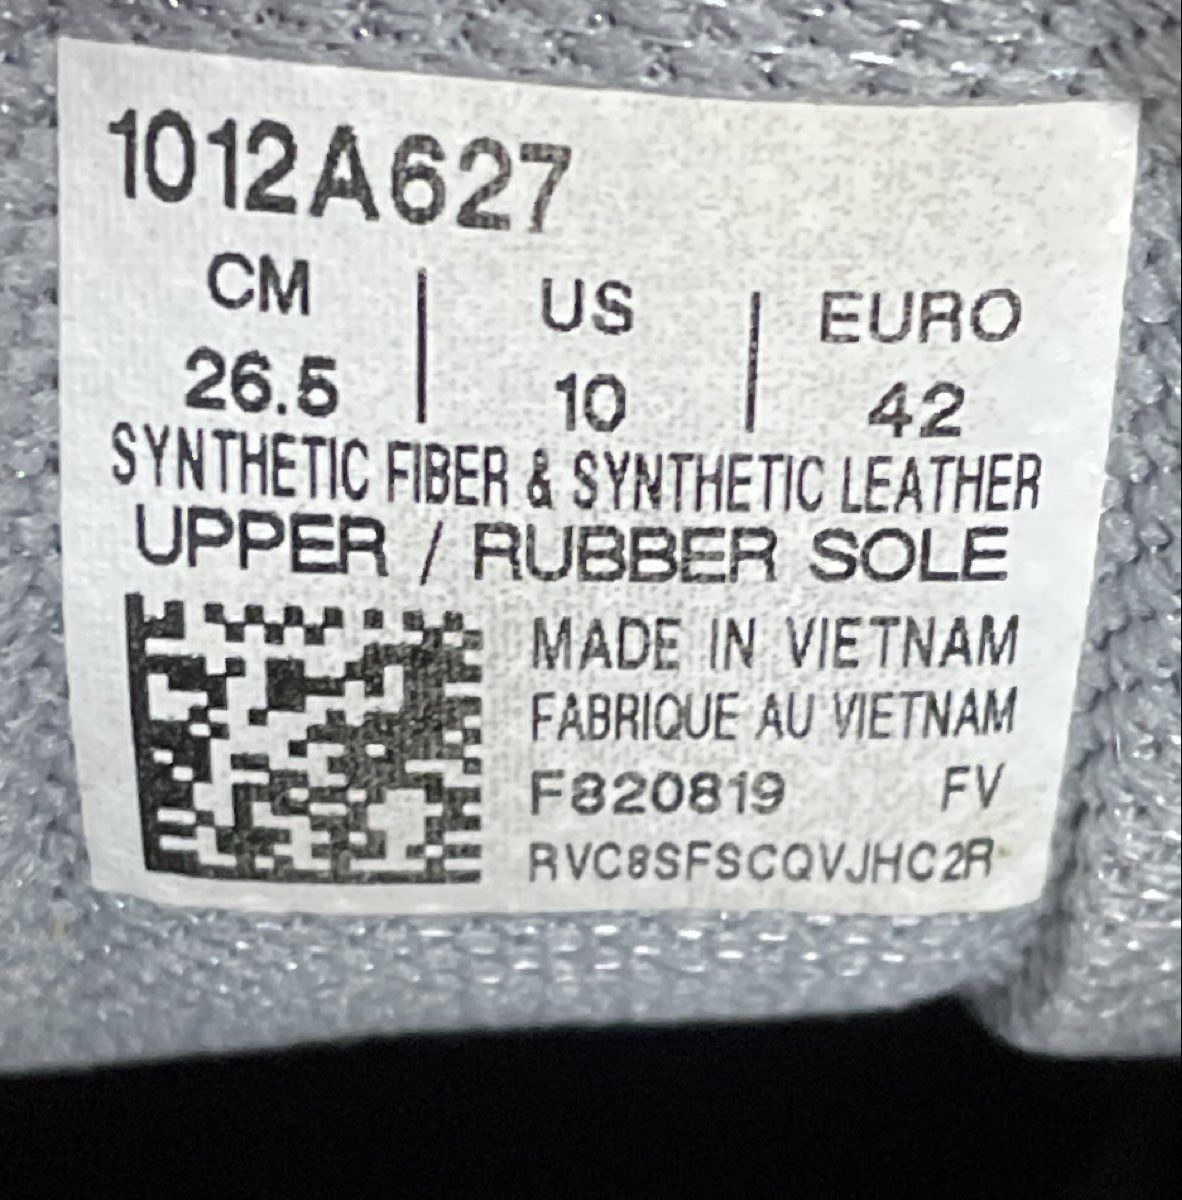 1012A627
CM | US | EURO
26.5 | 10 | 42
SYNTHETIC FIBER & SYNTHETIC LEATHER
UPPER / RUBBER SOLE
MADE IN VIETNAM
FABRIQUE AU VIETNAM
F820819 FV
RVC8SFSCQVJHC2R